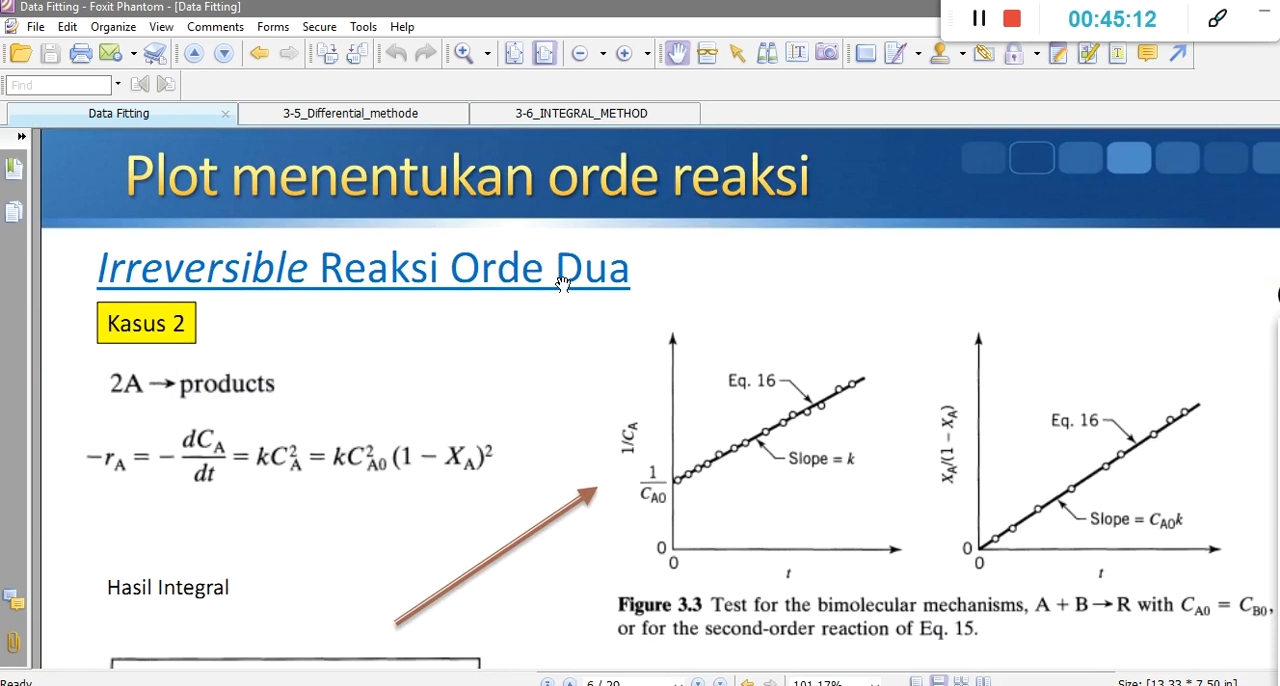 Data Fitting - Foxit Phantom - [Data Fitting]
File Edit View Organize Comments Forms Secure Tools Help
00:45:12
Find
Data Fitting × 3-5_Differential_methode 3-6_INTEGRAL_METHOD
Plot menentukan orde reaksi
Irreversible Reaksi Orde Dua
Kasus 2
2A → products
−r_A = − dC_A/dt = kC_A^2 = kC_A0^2 (1 − X_A)^2
Hasil Integral
1/C_A
Eq. 16
Slope = k
1/C_A0
0
0
t
X_A/(1 − X_A)
Eq. 16
Slope = C_A0k
0
0
t
Figure 3.3 Test for the bimolecular mechanisms, A + B → R with C_A0 = C_B0,
or for the second-order reaction of Eq. 15.
Ready 6 / 29 101.17% Size: [13.33 * 7.50 in]